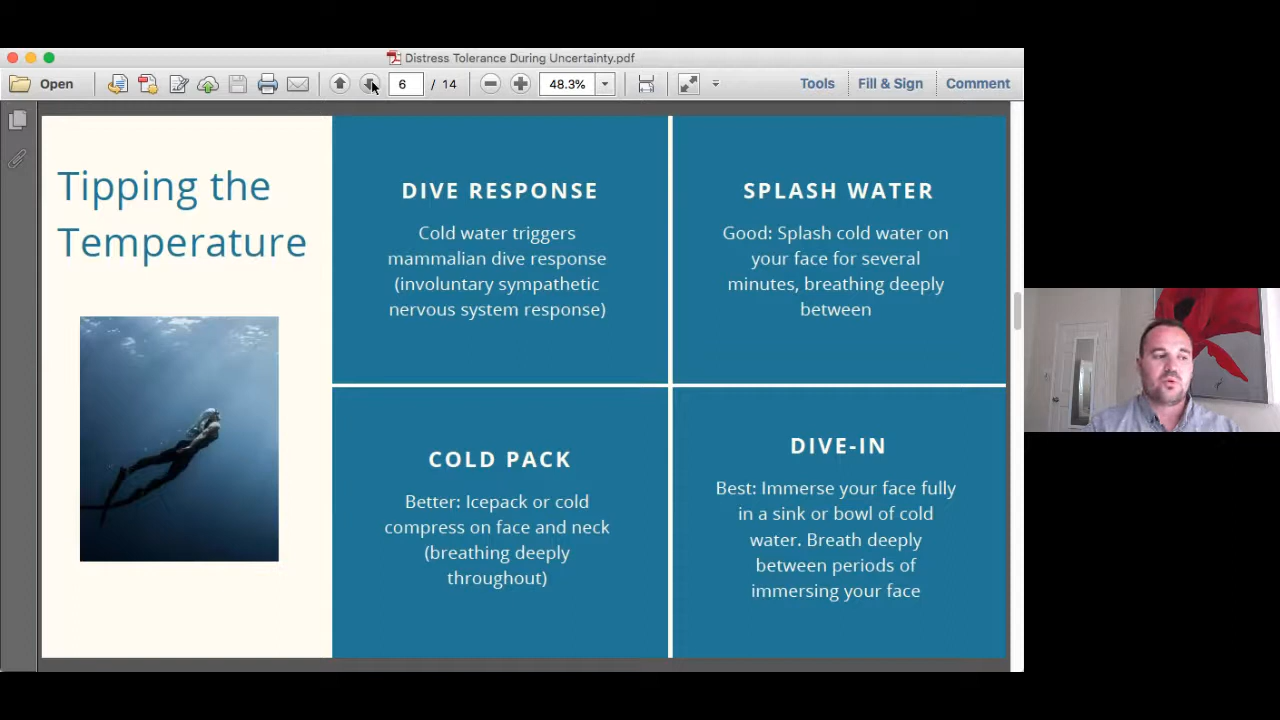 Distress Tolerance During Uncertainty.pdf
Open
6 / 14
48.3%
Tools
Fill & Sign
Comment
Tipping the
Temperature
DIVE RESPONSE
Cold water triggers
mammalian dive response
(involuntary sympathetic
nervous system response)
SPLASH WATER
Good: Splash cold water on
your face for several
minutes, breathing deeply
between
COLD PACK
Better: Icepack or cold
compress on face and neck
(breathing deeply
throughout)
DIVE-IN
Best: Immerse your face fully
in a sink or bowl of cold
water. Breath deeply
between periods of
immersing your face